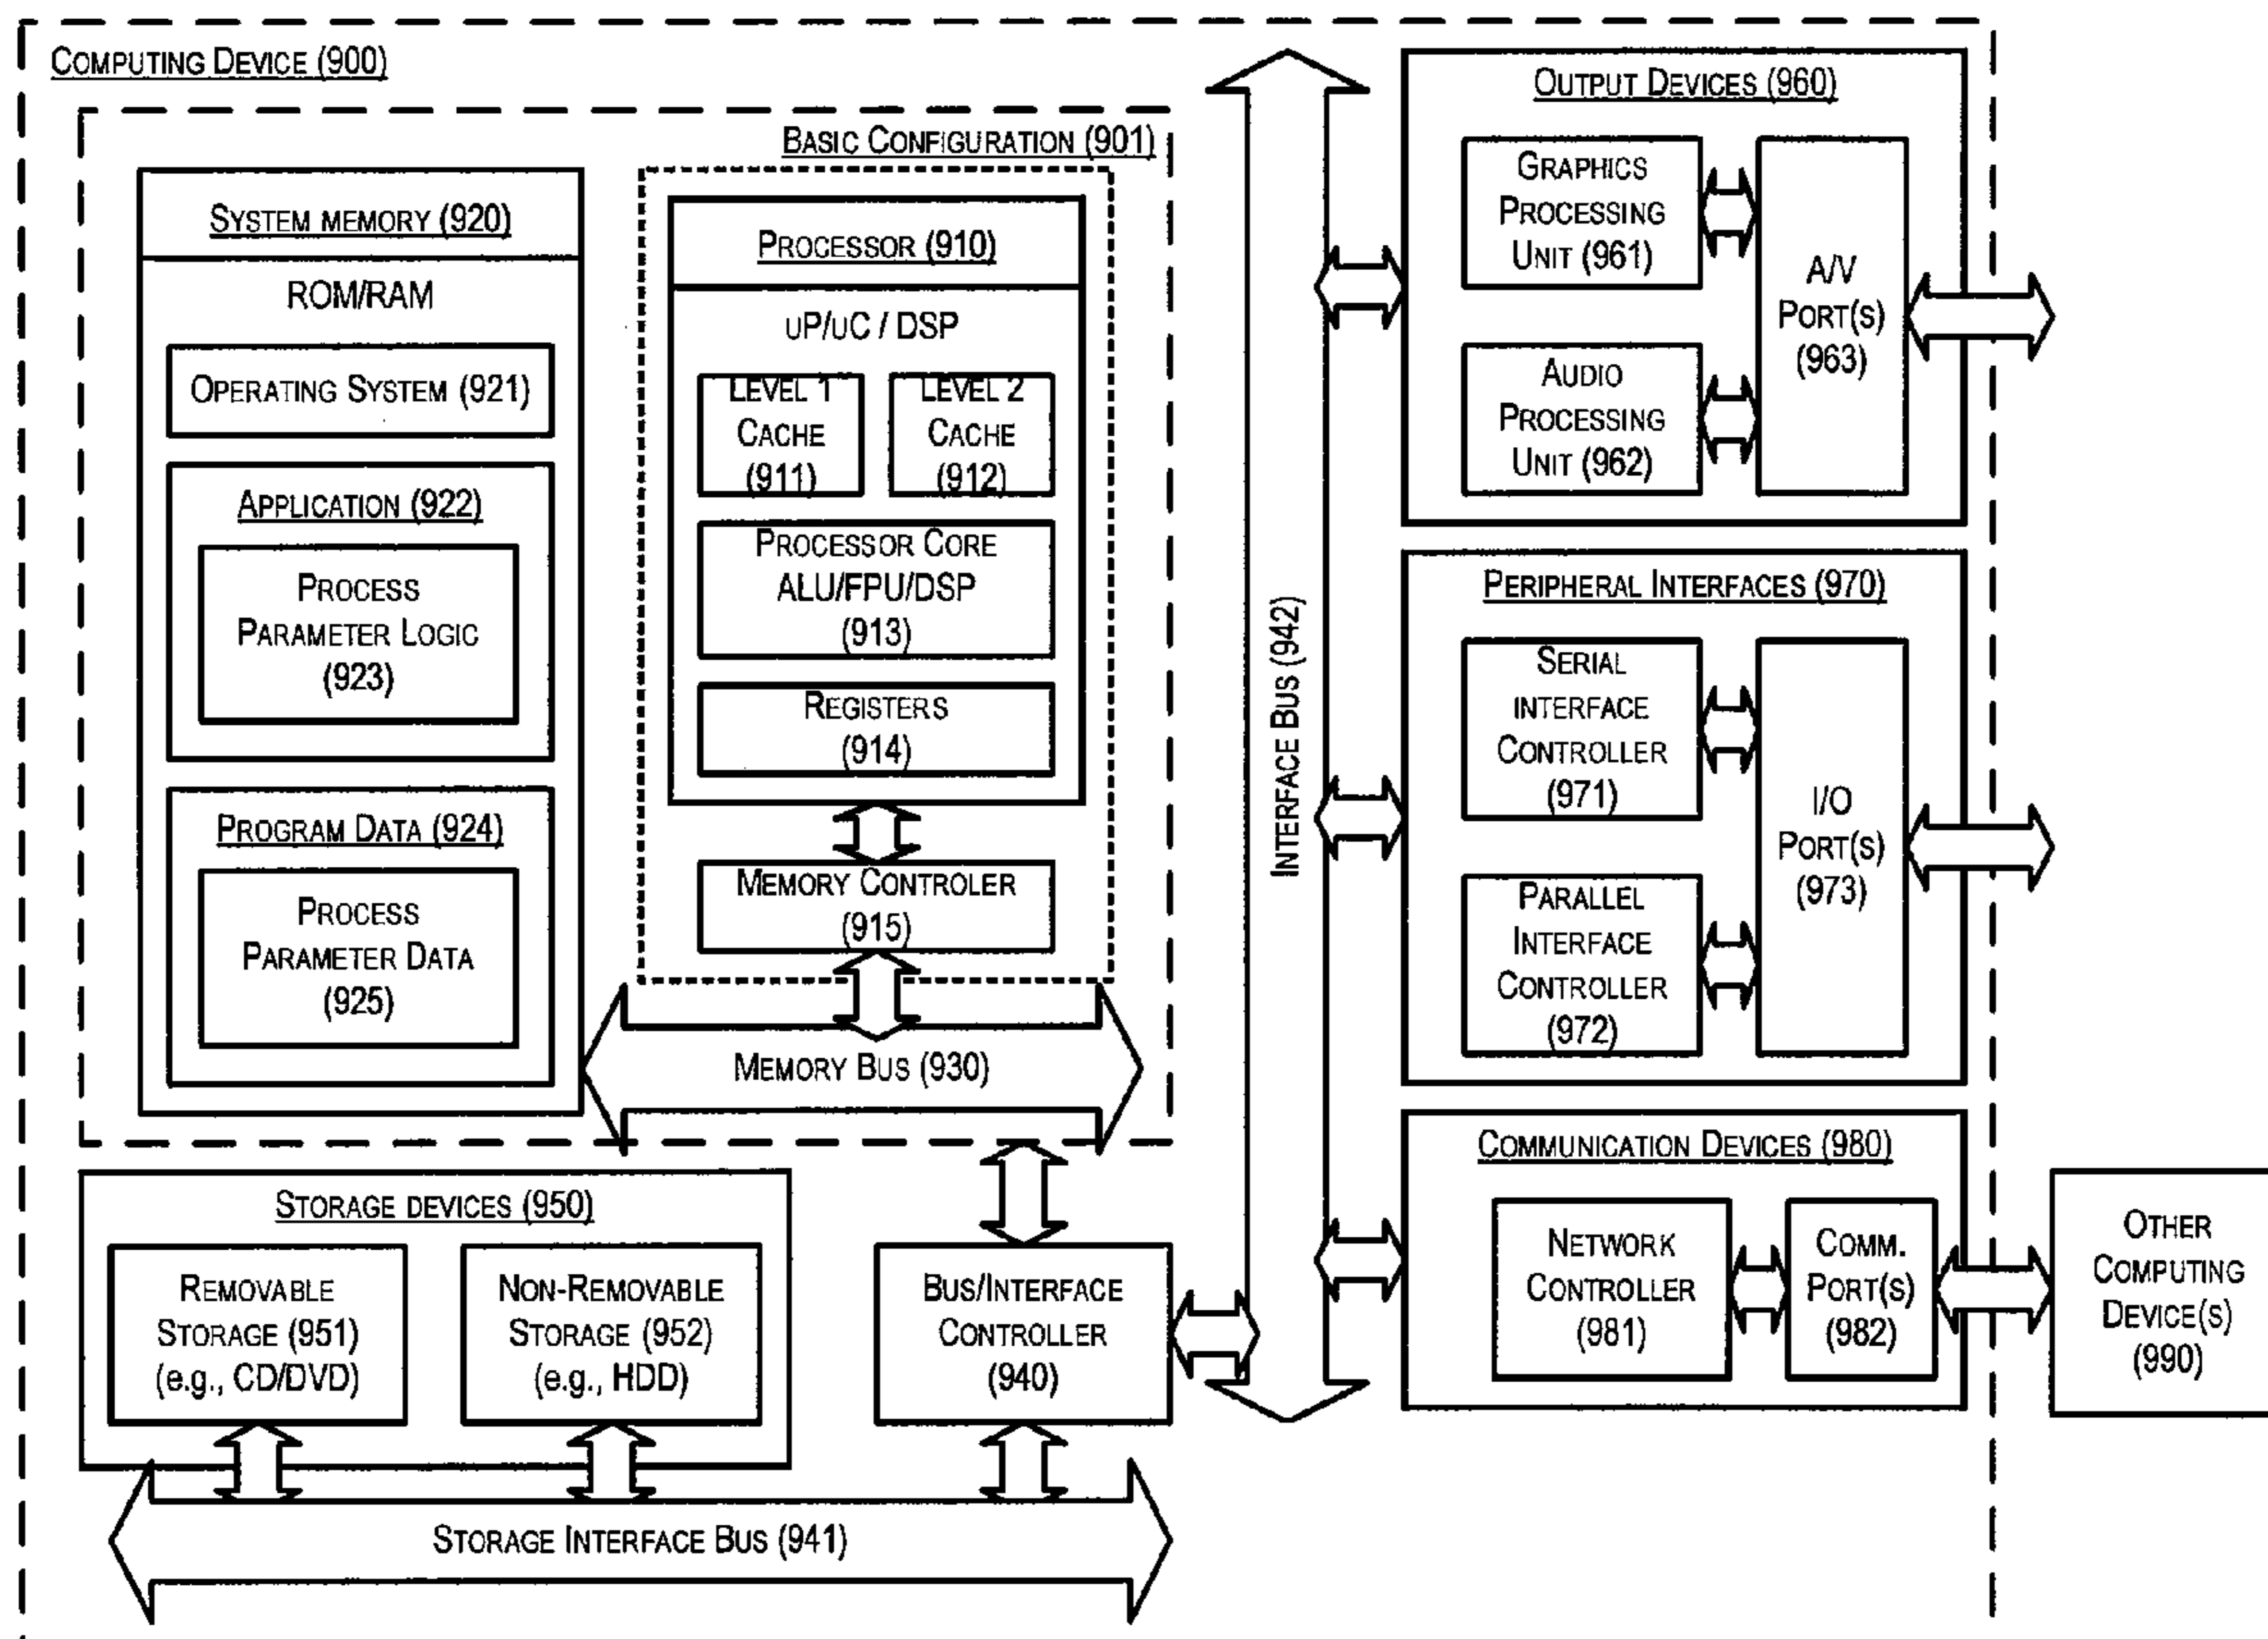 COMPUTING DEVICE (900)
BASIC CONFIGURATION (901)
SYSTEM MEMORY (920)
ROM/RAM
OPERATING SYSTEM (921)
APPLICATION (922)
PROCESS
PARAMETER LOGIC
(923)
PROGRAM DATA (924)
PROCESS
PARAMETER DATA
(925)
PROCESSOR (910)
UP/UC / DSP
LEVEL 1
CACHE
(911)
LEVEL 2
CACHE
(912)
PROCESSOR CORE
ALU/FPU/DSP
(913)
REGISTERS
(914)
MEMORY CONTROLER
(915)
MEMORY BUS (930)
STORAGE DEVICES (950)
REMOVABLE
STORAGE (951)
(e.g., CD/DVD)
NON-REMOVABLE
STORAGE (952)
(e.g., HDD)
BUS/INTERFACE
CONTROLLER
(940)
STORAGE INTERFACE BUS (941)
INTERFACE BUS (942)
OUTPUT DEVICES (960)
GRAPHICS
PROCESSING
UNIT (961)
AUDIO
PROCESSING
UNIT (962)
A/V
PORT(S)
(963)
PERIPHERAL INTERFACES (970)
SERIAL
INTERFACE
CONTROLLER
(971)
PARALLEL
INTERFACE
CONTROLLER
(972)
I/O
PORT(S)
(973)
COMMUNICATION DEVICES (980)
NETWORK
CONTROLLER
(981)
COMM.
PORT(S)
(982)
OTHER
COMPUTING
DEVICE(S)
(990)